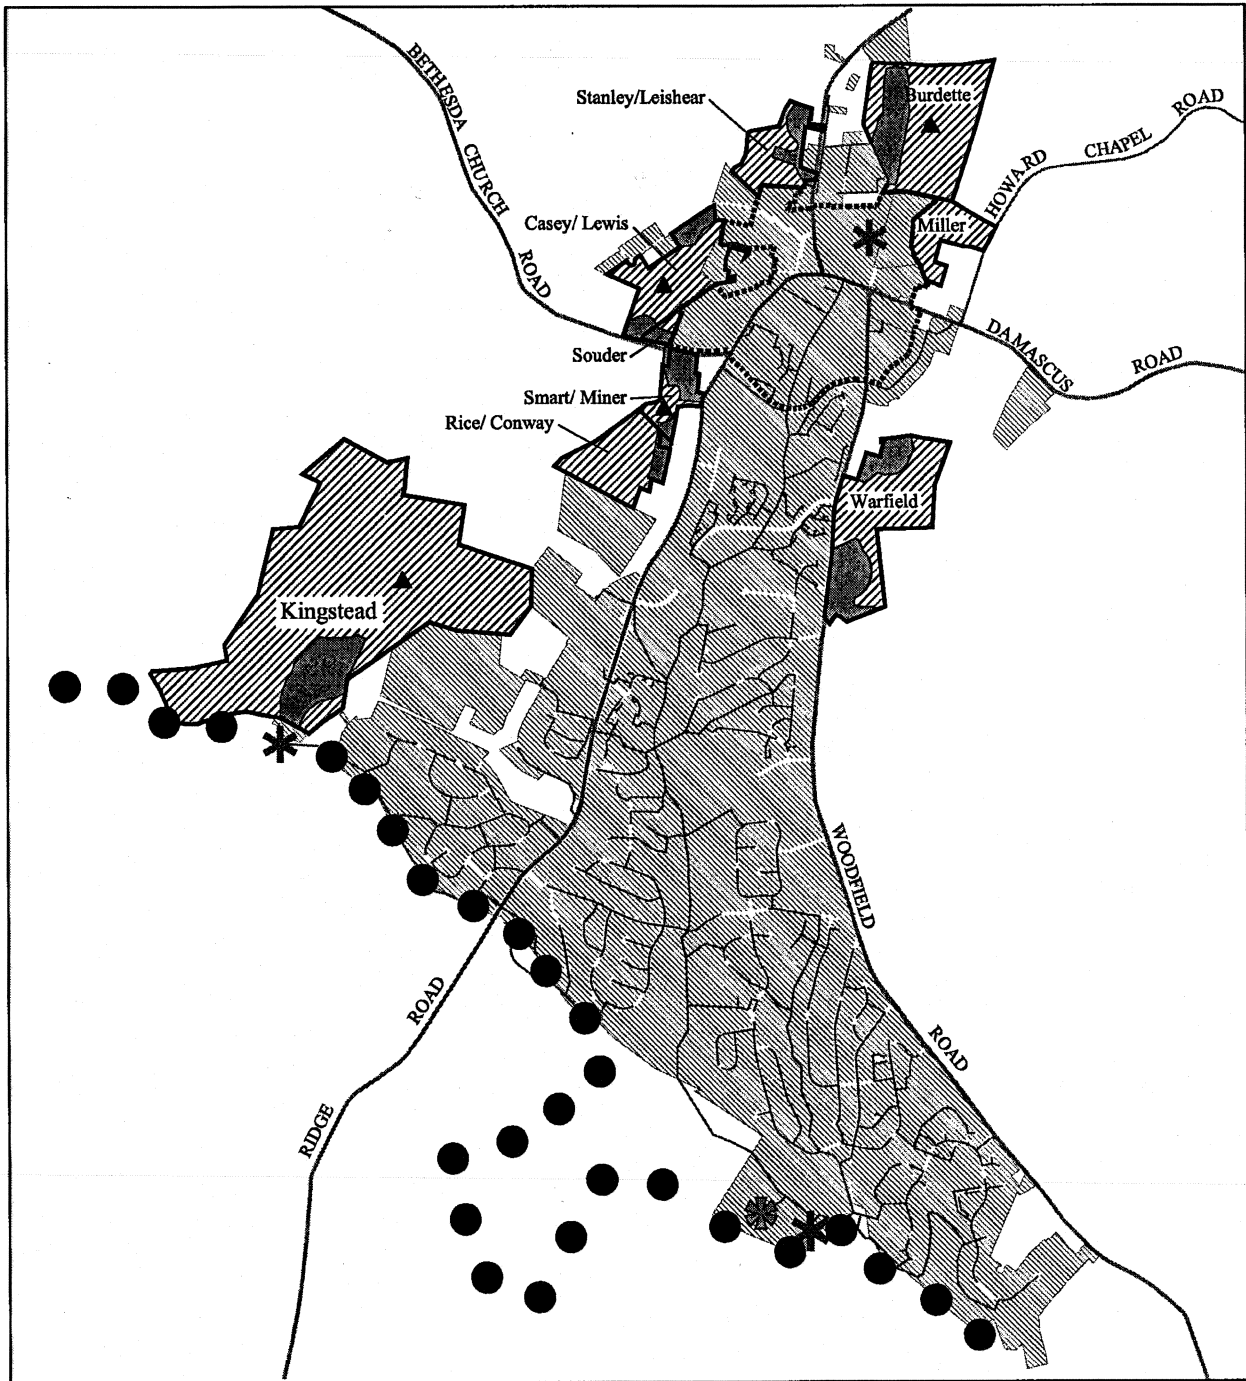 BETHESDA CHURCH ROAD
Stanley/Leishear
Burdette
HOWARD CHAPEL ROAD
Casey/ Lewis
Miller
Souder
DAMASCUS ROAD
Smart/ Miner
Rice/ Conway
Warfield
Kingstead
WOODFIELD ROAD
RIDGE ROAD